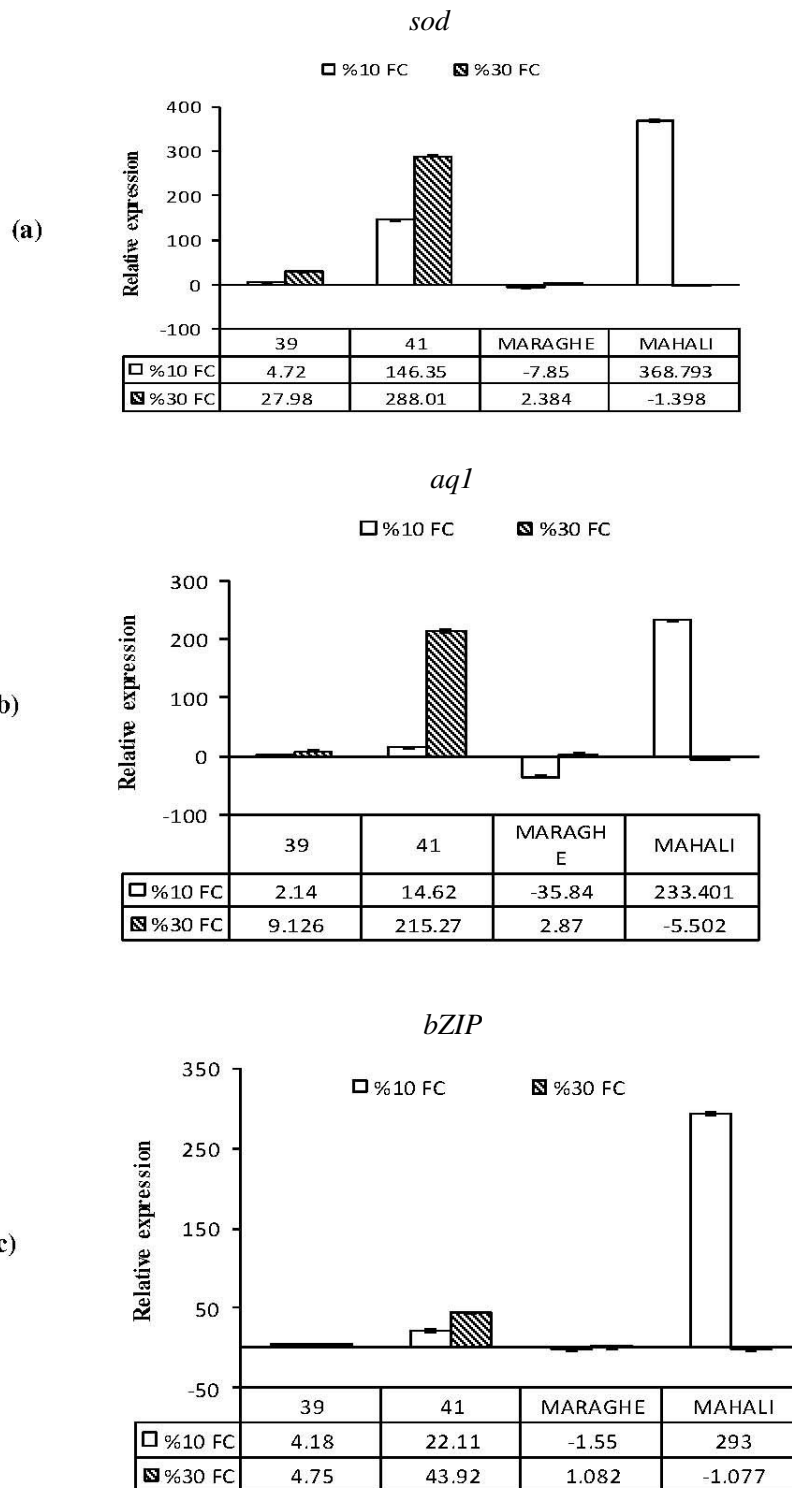 sod
%10 FC %30 FC
400
300
200
100
0
-100
Relative expression
(a)
39 41 MARAGHE MAHALI
%10 FC 4.72 146.35 -7.85 368.793
%30 FC 27.98 288.01 2.384 -1.398
aq1
%10 FC %30 FC
300
200
100
0
-100
Relative expression
b)
39 41 MARAGH
E MAHALI
%10 FC 2.14 14.62 -35.84 233.401
%30 FC 9.126 215.27 2.87 -5.502
bZIP
%10 FC %30 FC
350
250
150
50
-50
Relative expression
c)
39 41 MARAGHE MAHALI
%10 FC 4.18 22.11 -1.55 293
%30 FC 4.75 43.92 1.082 -1.077